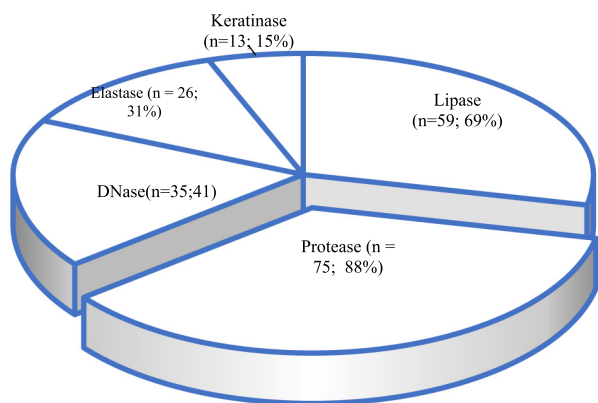 Keratinase
(n=13; 15%)
Elastase (n = 26;
31%)
Lipase
(n=59; 69%)
DNase(n=35;41)
Protease (n =
75;  88%)